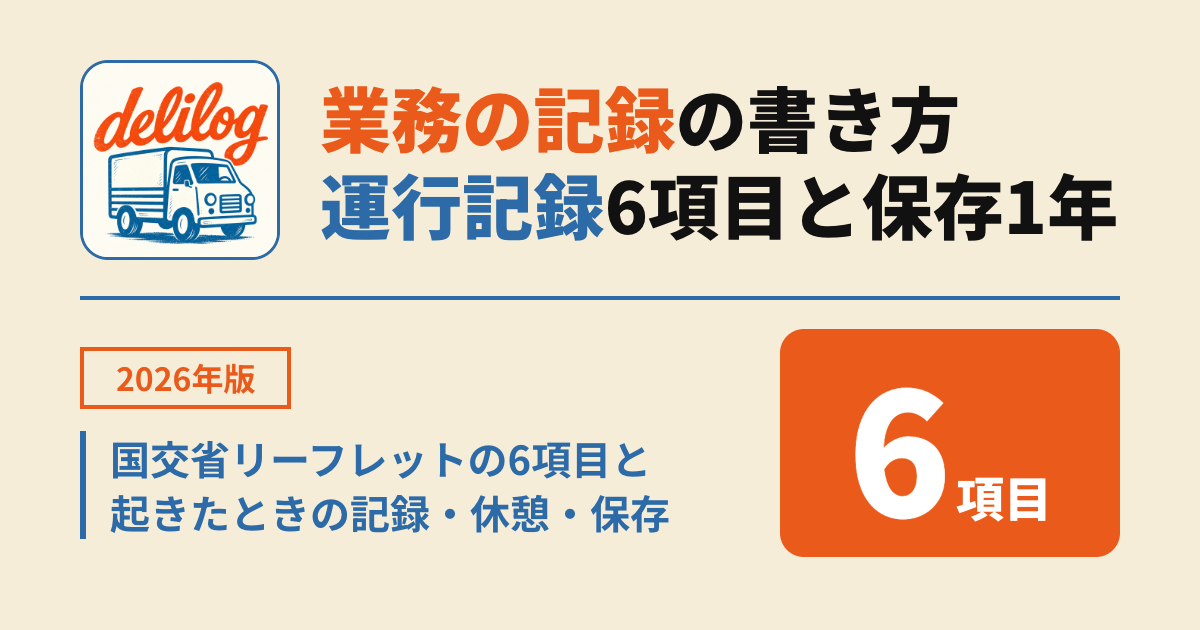 delilog
業務の記録の書き方
運行記録6項目と保存1年
2026年版
国交省リーフレットの6項目と
起きたときの記録・休憩・保存
6項目